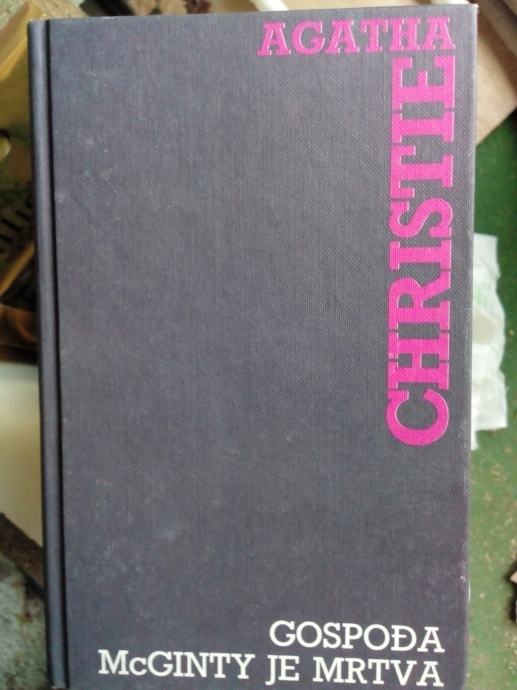 AGATHA
CHRISTIE
GOSPOĐA
McGINTY JE MRTVA